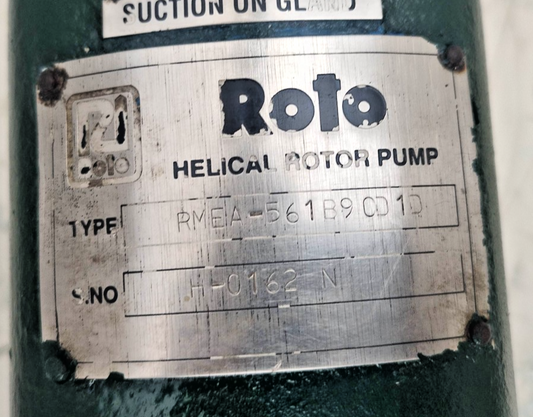 SUCTION ON GLAND
Roto
roto
HELICAL ROTOR PUMP
TYPE RMEA-561B9CD1D
S.NO H-0162-N